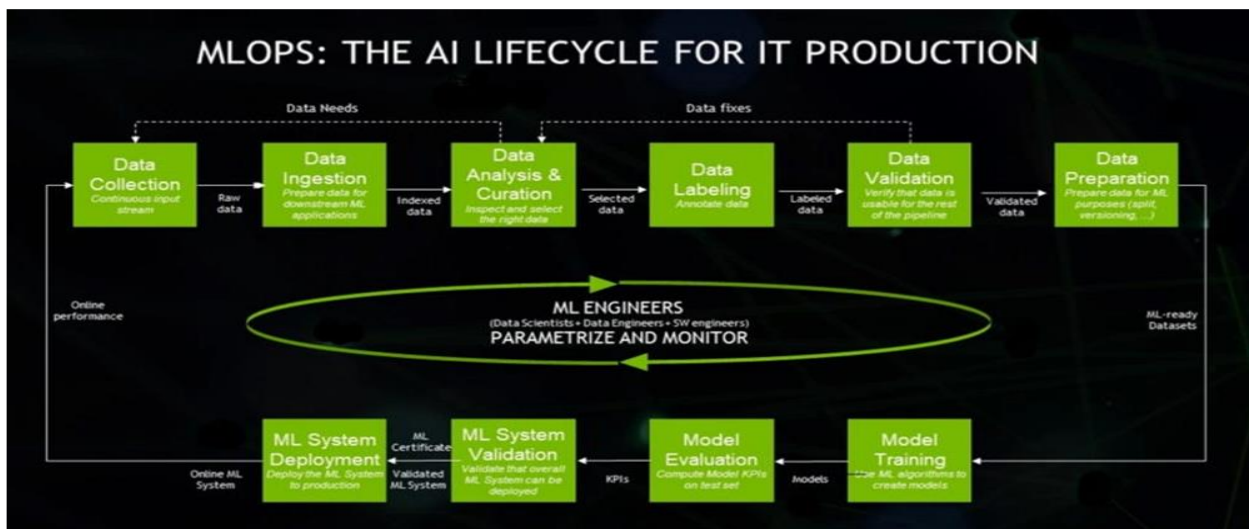 MLOPS: THE AI LIFECYCLE FOR IT PRODUCTION
Data Needs
Data fixes
Data
Collection
Continuous input
stream
Raw
data
Data
Ingestion
Prepare data for
downstream ML
applications
Indexed
data
Data
Analysis &
Curation
Inspect and select
the right data
Selected
data
Data
Labeling
Annotate data
Labeled
data
Data
Validation
Verify that data is
usable for the rest
of the pipeline
Validated
data
Data
Preparation
Prepare data for ML
purposes (split,
versioning, ...)
Online
performance
ML ENGINEERS
(Data Scientists + Data Engineers + SW engineers)
PARAMETRIZE AND MONITOR
ML-ready
Datasets
Online ML
System
ML System
Deployment
Deploy the ML System
to production
ML
Certificate
Validated
ML System
ML System
Validation
Validate that overall
ML System can be
deployed
KPIs
Model
Evaluation
Compute Model KPIs
on test set
Models
Model
Training
Use ML algorithms to
create models